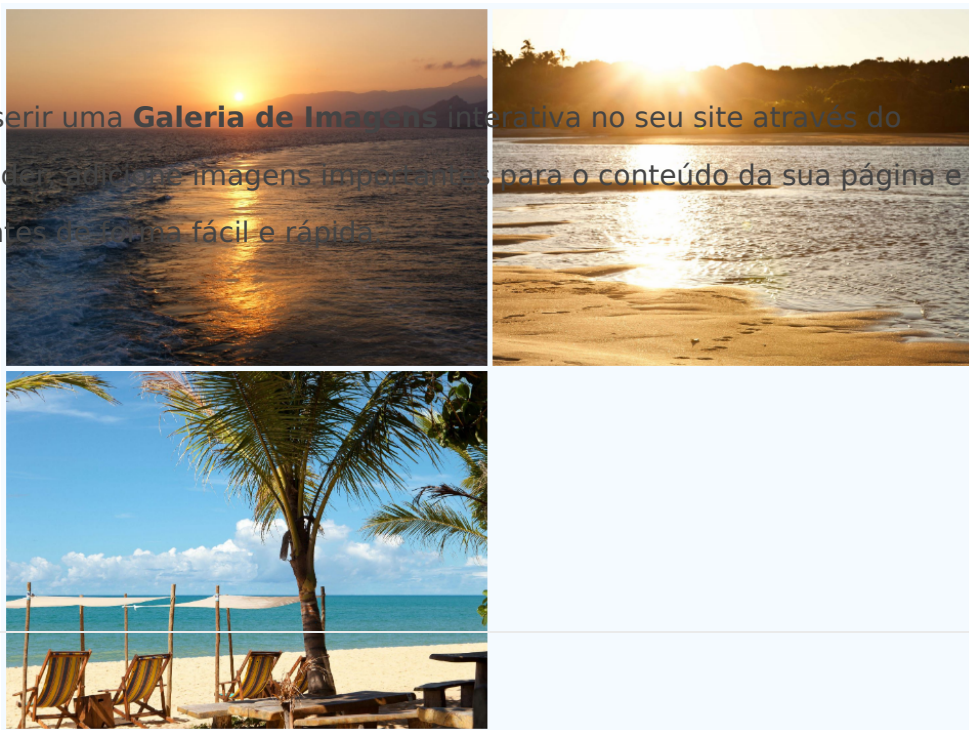 serir uma Galeria de Imagens interativa no seu site através do
adicione imagens importantes para o conteúdo da sua página e
de forma fácil e rápida.